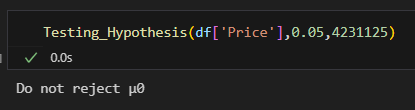 Testing_Hypothesis(df['Price'],0.05,4231125)
0.0s
Do not reject µ0